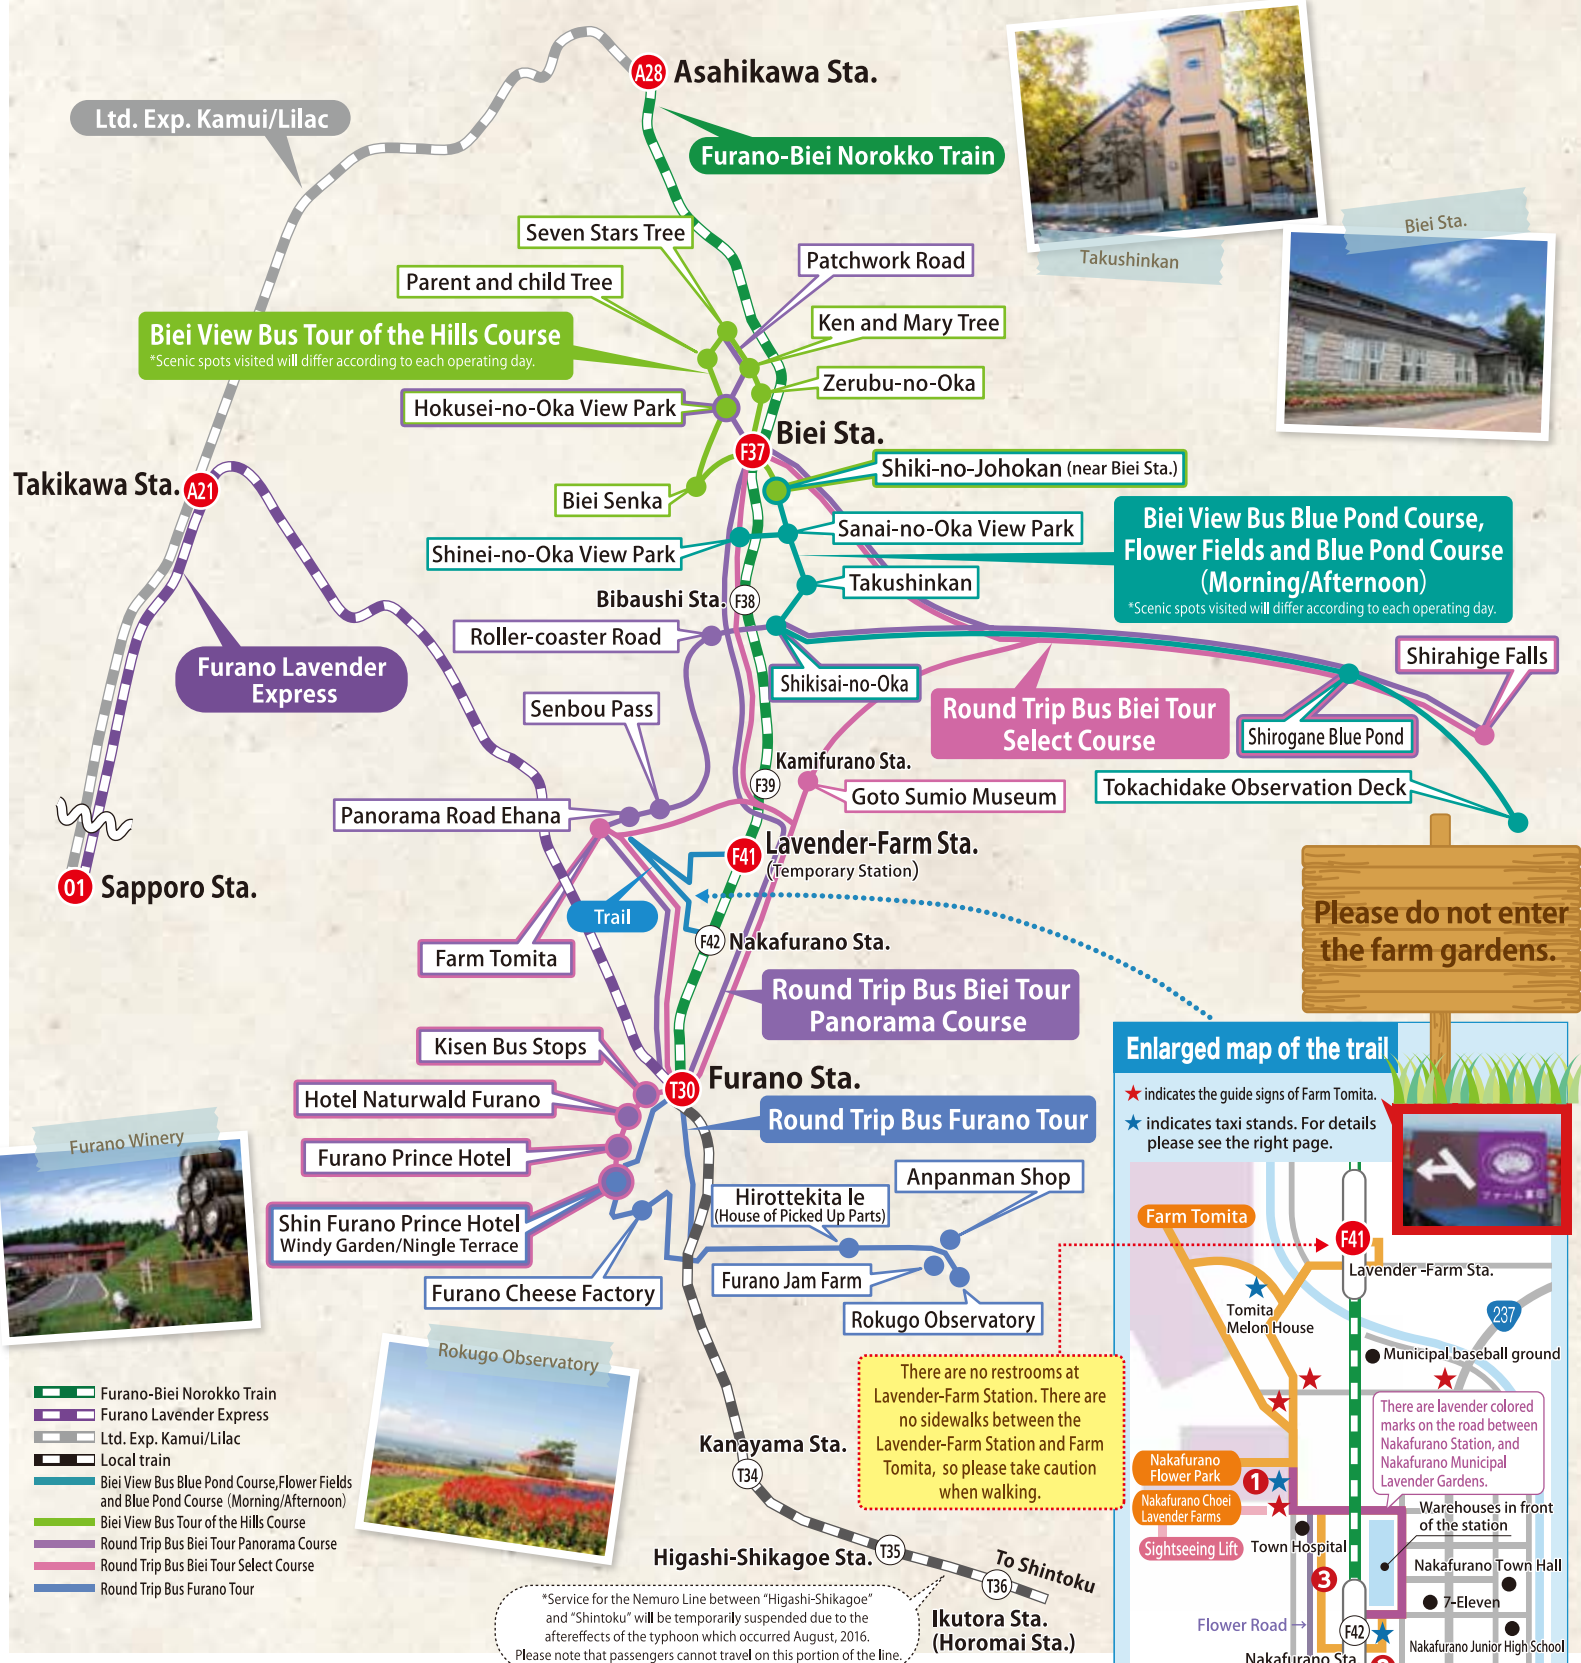 A28 Asahikawa Sta.
Ltd. Exp. Kamui/Lilac
Furano-Biei Norokko Train
Takushinkan
Biei Sta.
Seven Stars Tree
Patchwork Road
Parent and child Tree
Ken and Mary Tree
Biei View Bus Tour of the Hills Course
*Scenic spots visited will differ according to each operating day.
Zerubu-no-Oka
Hokusei-no-Oka View Park
Biei Sta.
F37
Shiki-no-Johokan (near Biei Sta.)
Takikawa Sta. A21
Biei Senka
Sanai-no-Oka View Park
Shinei-no-Oka View Park
Biei View Bus Blue Pond Course,
Flower Fields and Blue Pond Course
(Morning/Afternoon)
*Scenic spots visited will differ according to each operating day.
Takushinkan
Bibaushi Sta. F38
Roller-coaster Road
Furano Lavender
Express
Shikisai-no-Oka
Shirahige Falls
Senbou Pass
Round Trip Bus Biei Tour
Select Course
Shirogane Blue Pond
Kamifurano Sta.
F39
Goto Sumio Museum
Tokachidake Observation Deck
Panorama Road Ehana
F41 Lavender-Farm Sta.
(Temporary Station)
01 Sapporo Sta.
Trail
Please do not enter
the farm gardens.
F42 Nakafurano Sta.
Farm Tomita
Round Trip Bus Biei Tour
Panorama Course
Kisen Bus Stops
T30 Furano Sta.
Hotel Naturwald Furano
Round Trip Bus Furano Tour
Furano Prince Hotel
Furano Winery
Shin Furano Prince Hotel
Windy Garden/Ningle Terrace
Hirottekita Ie
(House of Picked Up Parts)
Anpanman Shop
Furano Cheese Factory
Furano Jam Farm
Rokugo Observatory
Rokugo Observatory
There are no restrooms at
Lavender-Farm Station. There are
no sidewalks between the
Lavender-Farm Station and Farm
Tomita, so please take caution
when walking.
Furano-Biei Norokko Train
Furano Lavender Express
Ltd. Exp. Kamui/Lilac
Local train
Biei View Bus Blue Pond Course,Flower Fields
and Blue Pond Course (Morning/Afternoon)
Biei View Bus Tour of the Hills Course
Round Trip Bus Biei Tour Panorama Course
Round Trip Bus Biei Tour Select Course
Round Trip Bus Furano Tour
Kanayama Sta.
T34
Higashi-Shikagoe Sta. T35
To Shintoku
T36
Ikutora Sta.
(Horomai Sta.)
*Service for the Nemuro Line between "Higashi-Shikagoe"
and "Shintoku" will be temporarily suspended due to the
aftereffects of the typhoon which occurred August, 2016.
Please note that passengers cannot travel on this portion of the line.
Enlarged map of the trail
★ indicates the guide signs of Farm Tomita.
★ indicates taxi stands. For details
please see the right page.
ファーム富田
Farm Tomita
F41
Lavender -Farm Sta.
Tomita
Melon House
237
Municipal baseball ground
There are lavender colored
marks on the road between
Nakafurano Station, and
Nakafurano Municipal
Lavender Gardens.
Nakafurano
Flower Park
1
Nakafurano Choei
Lavender Farms
Warehouses in front
of the station
Sightseeing Lift
Town Hospital
Nakafurano Town Hall
3
7-Eleven
Flower Road →
F42
Nakafurano Junior High School
Nakafurano Sta.